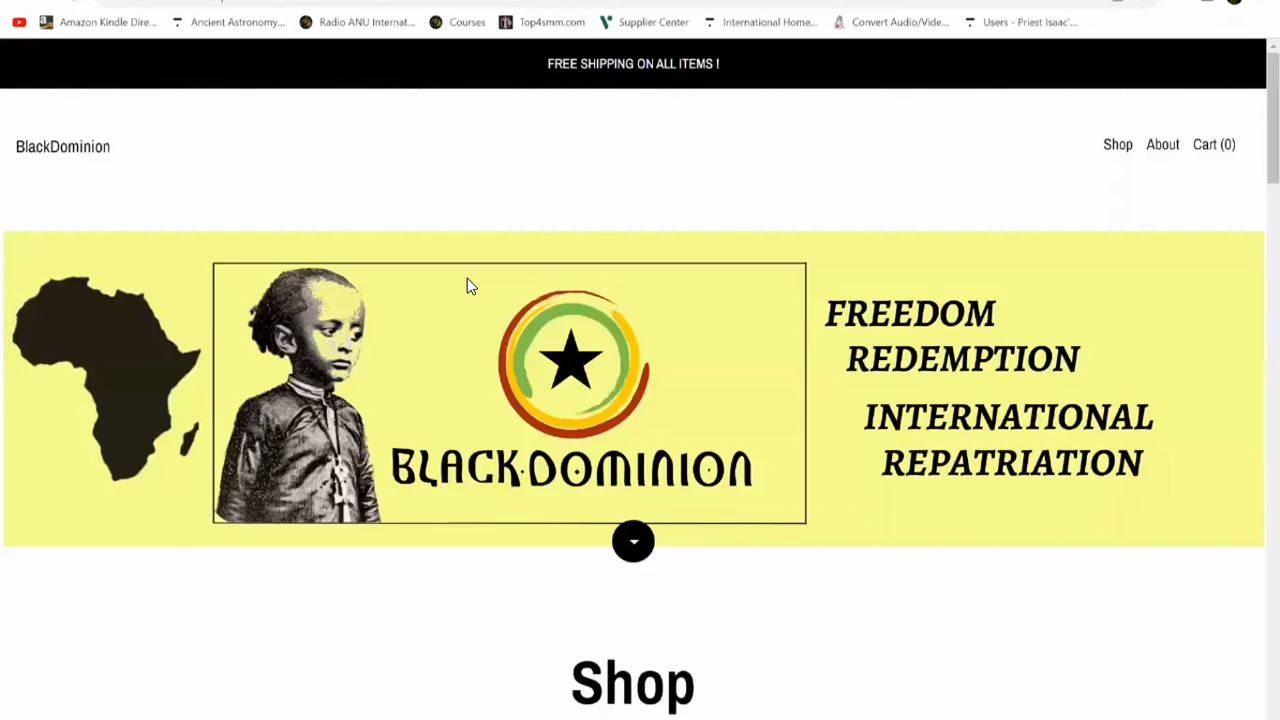 Amazon Kindle Dire...
Ancient Astronomy...
Radio ANU Internat...
Courses
Top4smm.com
Supplier Center
International Home...
Convert Audio/Vide...
Users - Priest Isaac'...
FREE SHIPPING ON ALL ITEMS !
BlackDominion
Shop
About
Cart (0)
FREEDOM
REDEMPTION
INTERNATIONAL
REPATRIATION
BLACK·DOMINION
Shop